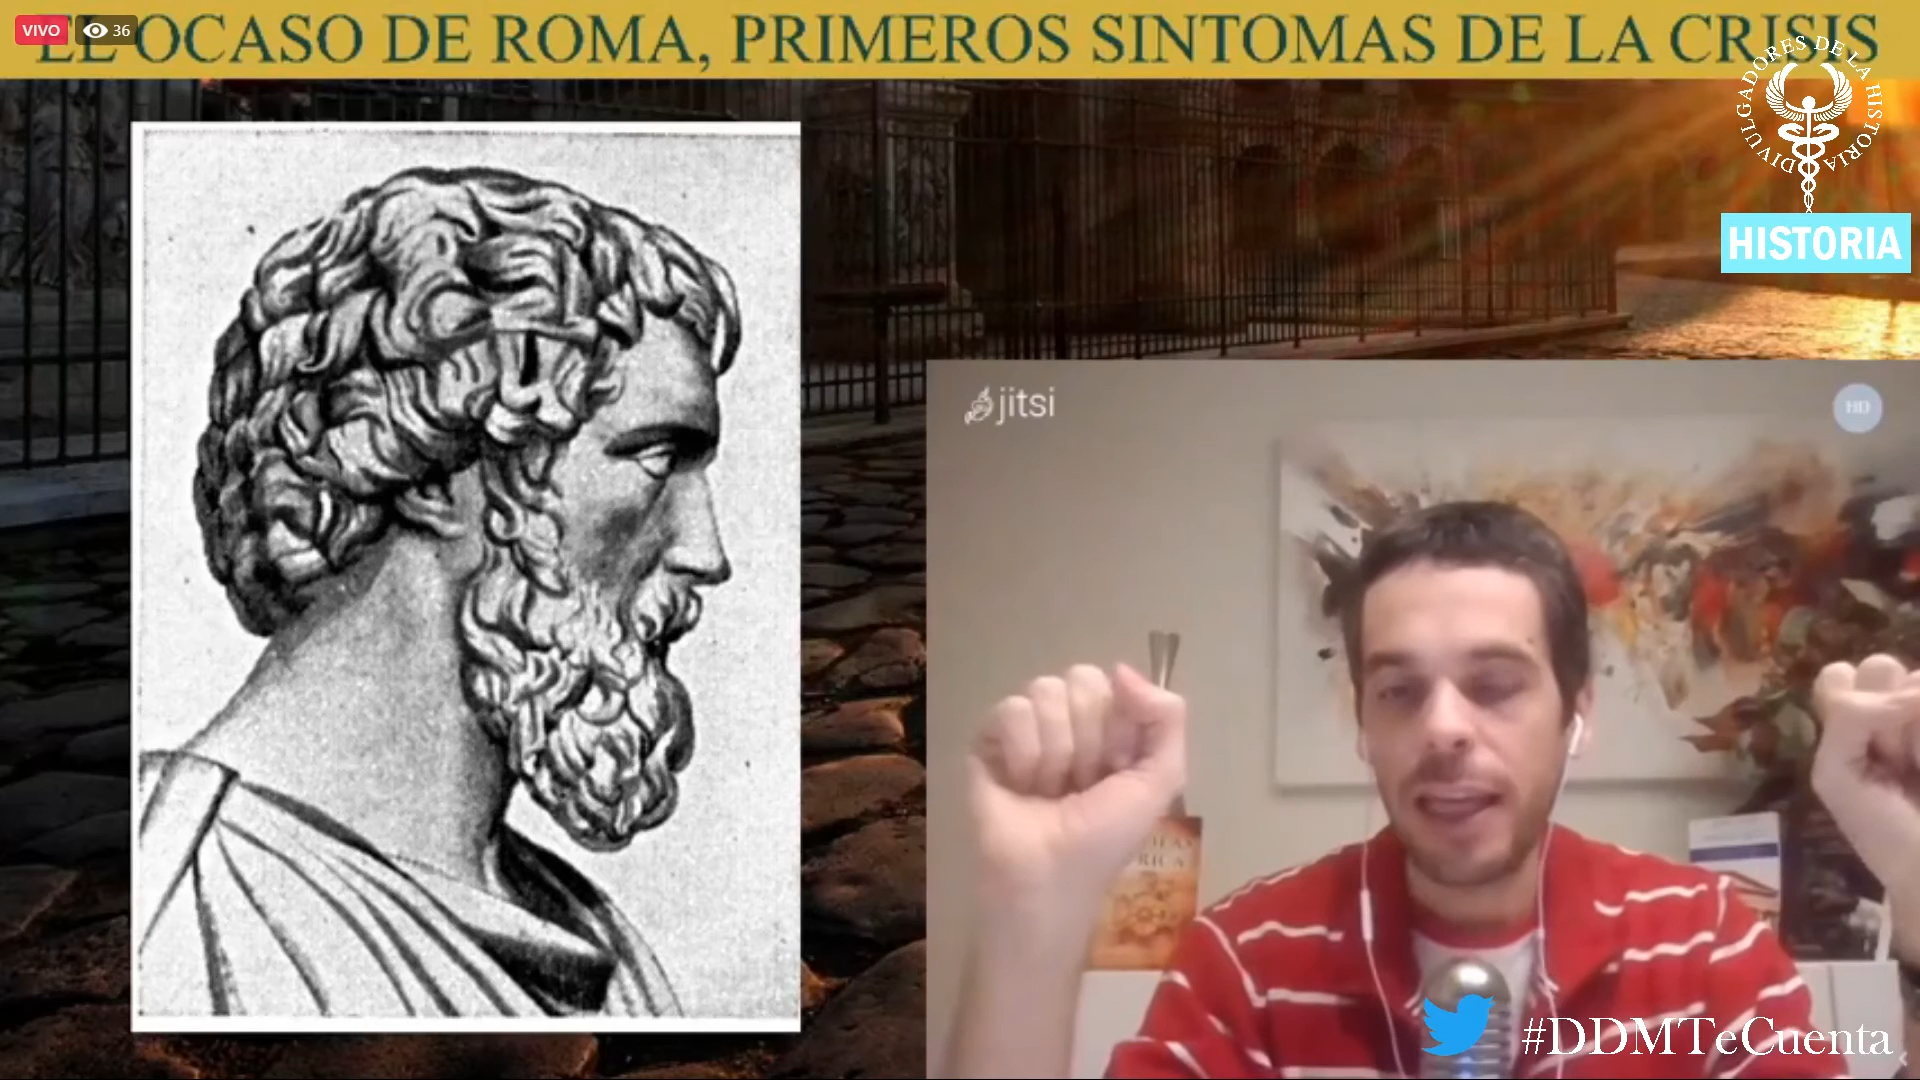 EL OCASO DE ROMA, PRIMEROS SINTOMAS DE LA CRISIS
VIVO 36
DIVULGADORES DE LA HISTORIA
HISTORIA
jitsi
HD
#DDMTeCuenta